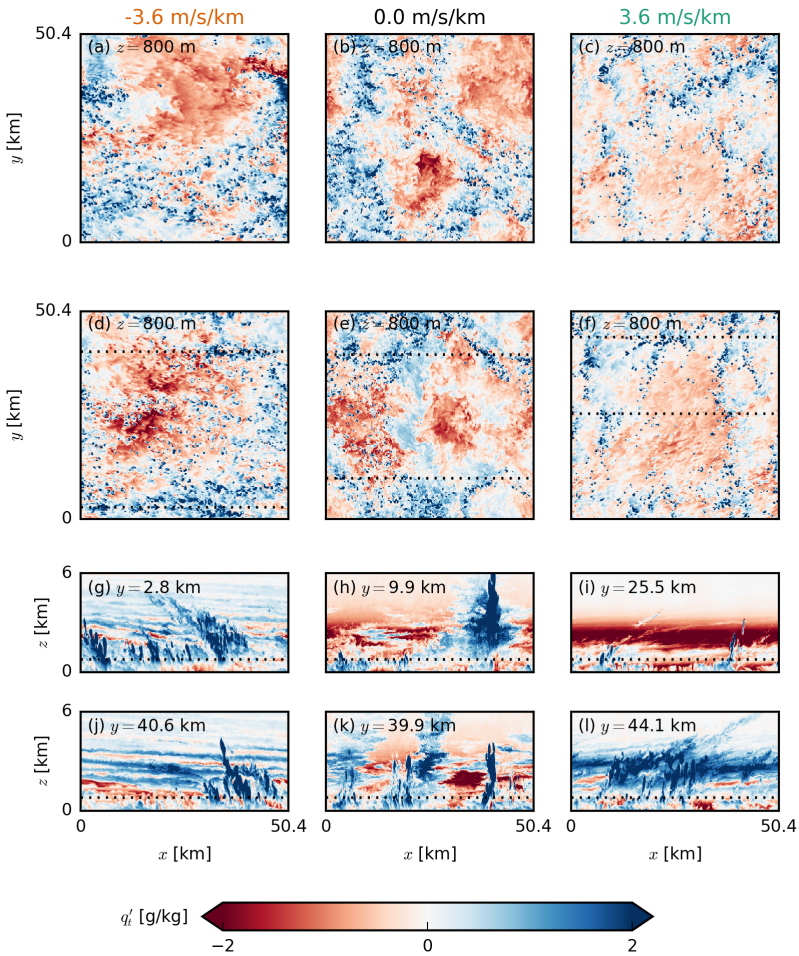 -3.6 m/s/km 0.0 m/s/km 3.6 m/s/km
50.4 (a) z = 800 m (b) z = 800 m (c) z = 800 m
y [km]
0
50.4 (d) z = 800 m (e) z = 800 m (f) z = 800 m
y [km]
0
6 (g) y = 2.8 km (h) y = 9.9 km (i) y = 25.5 km
z [km]
0
6 (j) y = 40.6 km (k) y = 39.9 km (l) y = 44.1 km
z [km]
0
0 50.4 0 50.4 0 50.4
x [km] x [km] x [km]
q′t [g/kg]
−2 0 2